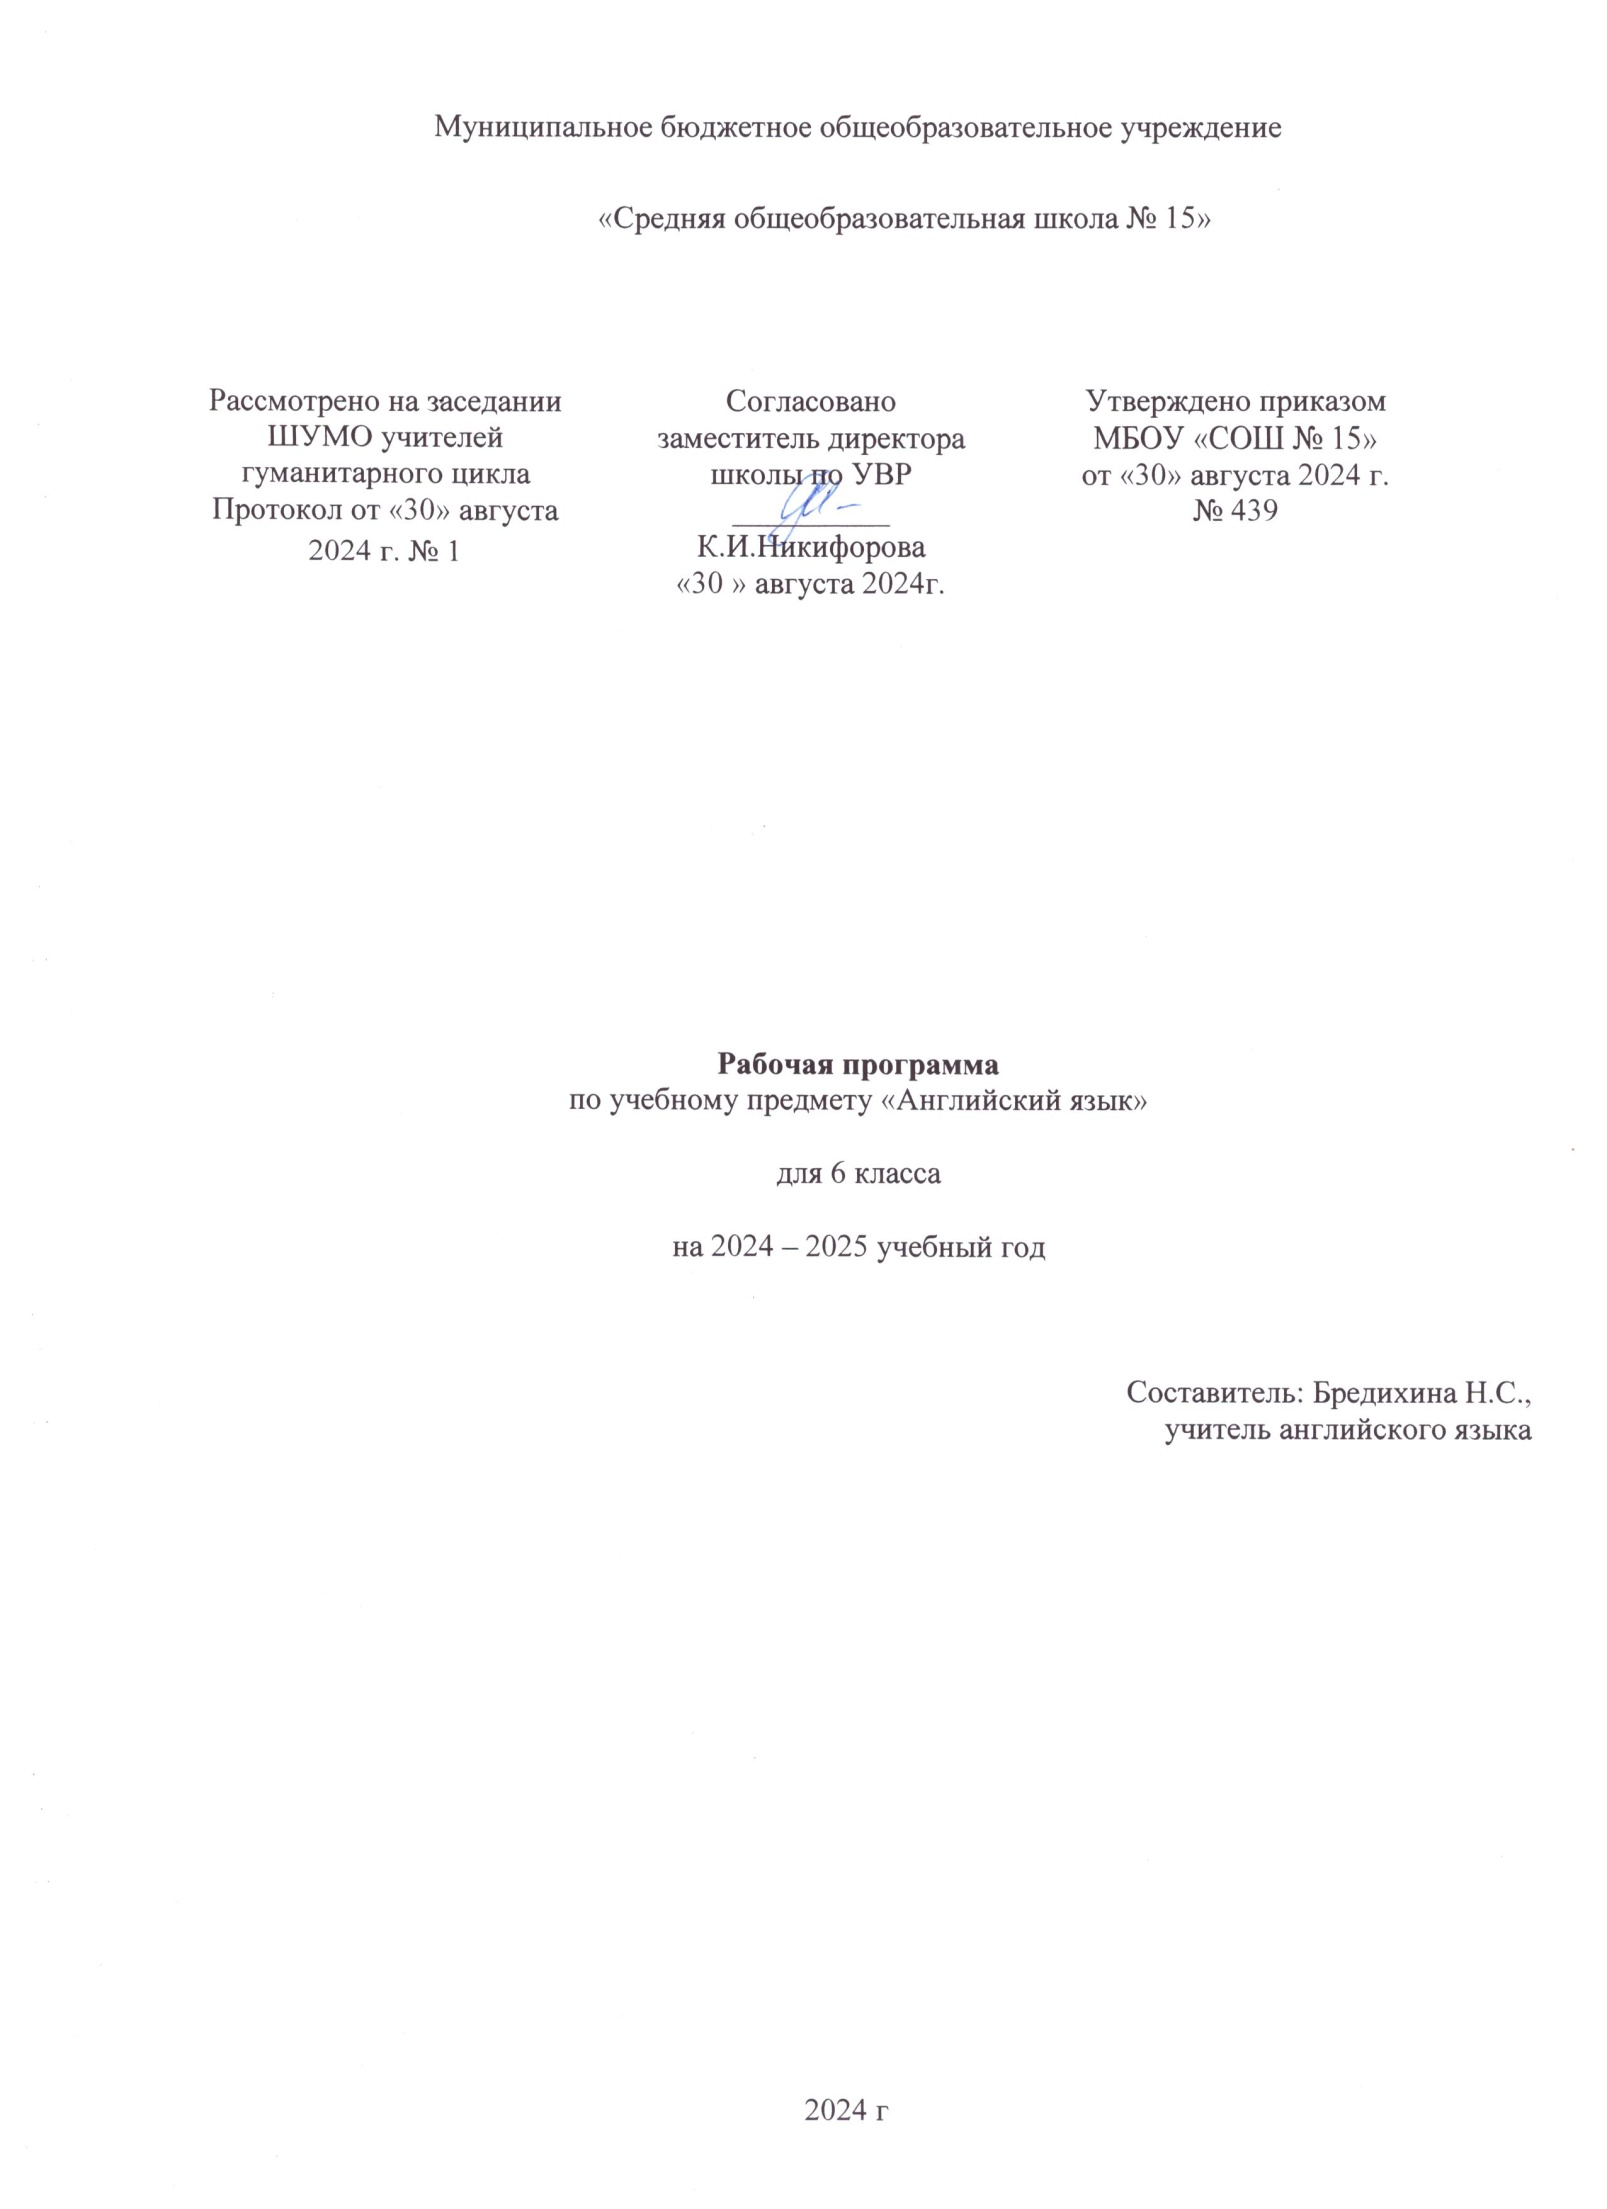 Муниципальное бюджетное общеобразовательное учреждение
«Средняя общеобразовательная школа № 15»
Рассмотрено на заседании
ШУМО учителей
гуманитарного цикла
Протокол от «30» августа
2024 г. № 1
Согласовано
заместитель директора
школы по УВР
К.И.Никифорова
«30 » августа 2024г.
Утверждено приказом
МБОУ «СОШ № 15»
от «30» августа 2024 г.
№ 439
Рабочая программа
по учебному предмету «Английский язык»
для 6 класса
на 2024 – 2025 учебный год
Составитель: Бредихина Н.С.,
учитель английского языка
2024 г